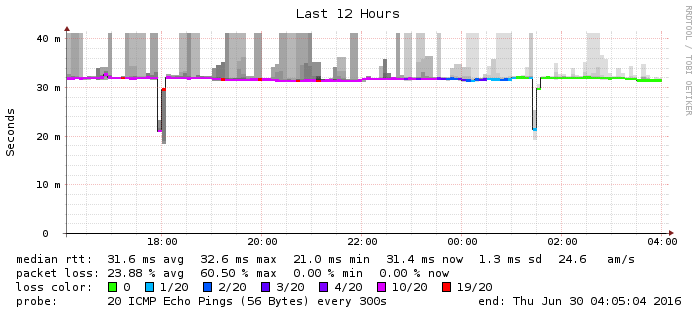 Last 12 Hours
RRDTOOL / TOBI OETIKER
Seconds
40 m
30 m
20 m
10 m
0
18:00 20:00 22:00 00:00 02:00 04:00
median rtt: 31.6 ms avg 32.6 ms max 21.0 ms min 31.4 ms now 1.3 ms sd 24.6 am/s
packet loss: 23.88 % avg 60.50 % max 0.00 % min 0.00 % now
loss color: 0 1/20 2/20 3/20 4/20 10/20 19/20
probe: 20 ICMP Echo Pings (56 Bytes) every 300s end: Thu Jun 30 04:05:04 2016